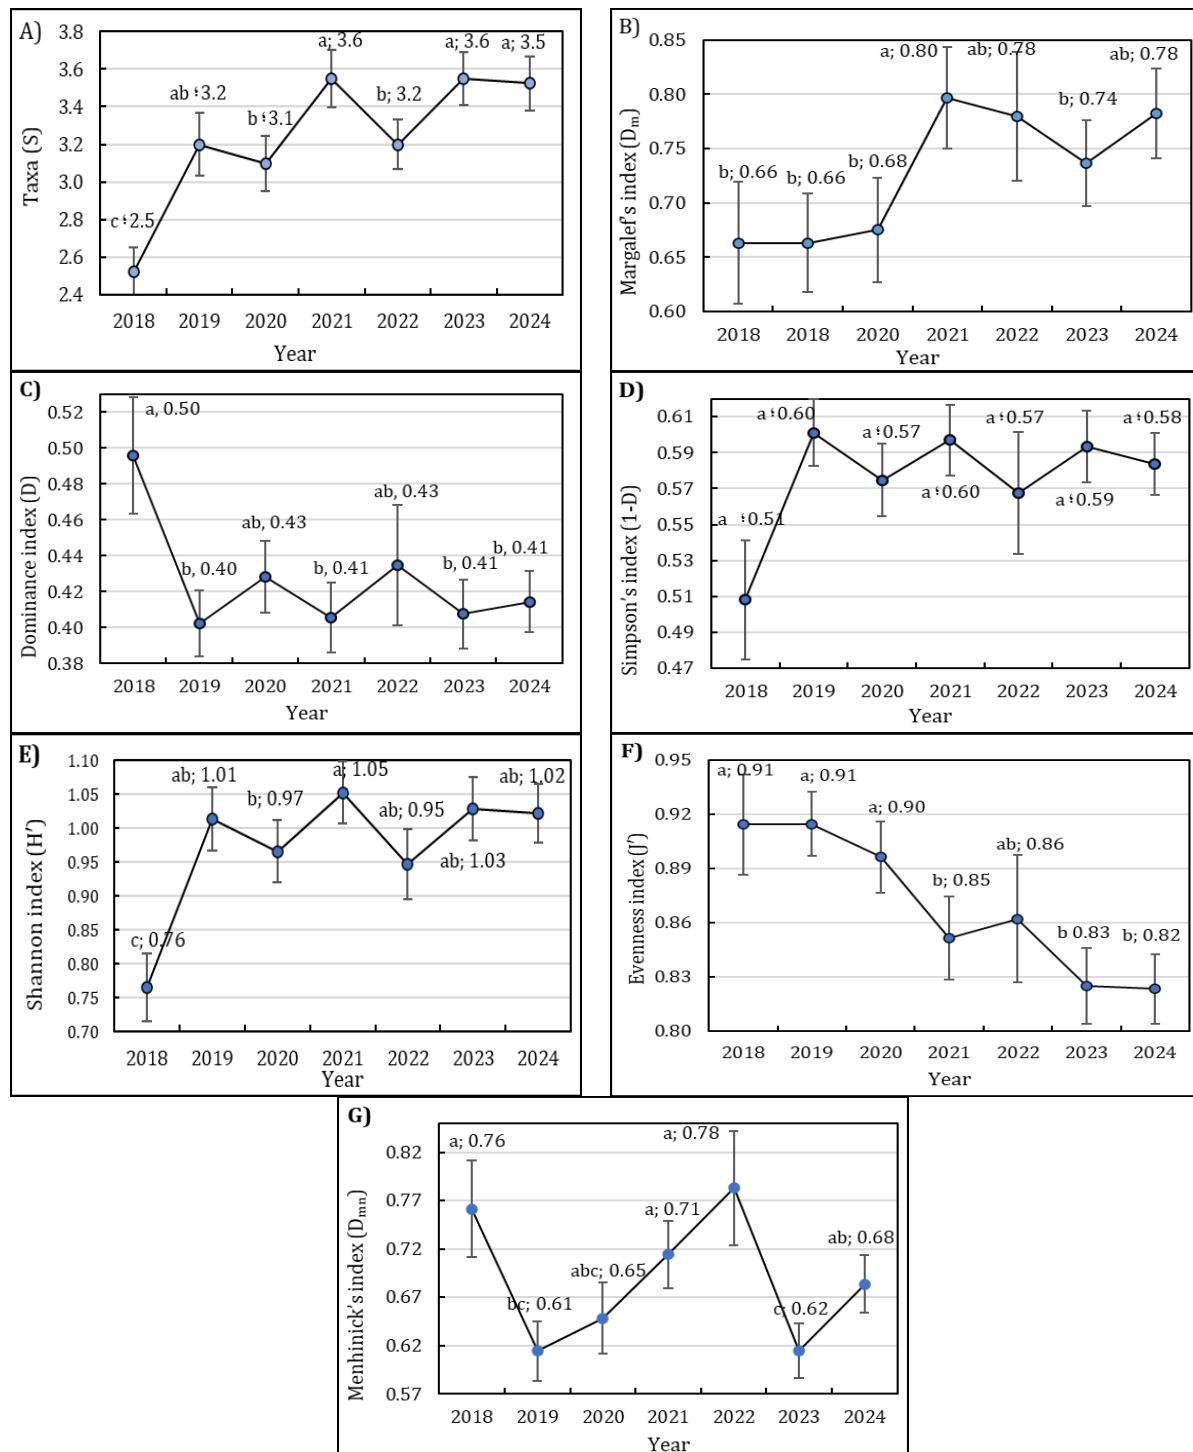 A)
Taxa (S)
3.8
3.6
3.4
3.2
3.0
2.8
2.6
2.4
c ؛2.5
ab ؛3.2
b ؛3.1
a; 3.6
b; 3.2
a; 3.6
a; 3.5
2018 2019 2020 2021 2022 2023 2024
Year
B)
Margalef's index (Dm)
0.85
0.80
0.75
0.70
0.65
0.60
b; 0.66
b; 0.66
b; 0.68
a; 0.80
ab; 0.78
b; 0.74
ab; 0.78
2018 2018 2020 2021 2022 2023 2024
Year
C)
Dominance index (D)
0.52
0.50
0.48
0.46
0.44
0.42
0.40
0.38
a, 0.50
b, 0.40
ab, 0.43
b, 0.41
ab, 0.43
b, 0.41
b, 0.41
2018 2019 2020 2021 2022 2023 2024
Year
D)
Simpson's index (1-D)
0.61
0.59
0.57
0.55
0.53
0.51
0.49
0.47
a ؛0.51
a ؛0.60
a ؛0.57
a ؛0.60
a ؛0.57
a ؛0.59
a ؛0.58
2018 2019 2020 2021 2022 2023 2024
Year
E)
Shannon index (H')
1.10
1.05
1.00
0.95
0.90
0.85
0.80
0.75
0.70
c; 0.76
ab; 1.01
b; 0.97
a; 1.05
ab; 0.95
ab; 1.03
ab; 1.02
2018 2019 2020 2021 2022 2023 2024
Year
F)
Evenness index (J')
0.95
0.92
0.89
0.86
0.83
0.80
a; 0.91
a; 0.91
a; 0.90
b; 0.85
ab; 0.86
b 0.83
b; 0.82
2018 2019 2020 2021 2022 2023 2024
Year
G)
Menhinick's index (Dmn)
0.82
0.77
0.72
0.67
0.62
0.57
a; 0.76
bc; 0.61
abc; 0.65
a; 0.71
a; 0.78
c; 0.62
ab; 0.68
2018 2019 2020 2021 2022 2023 2024
Year